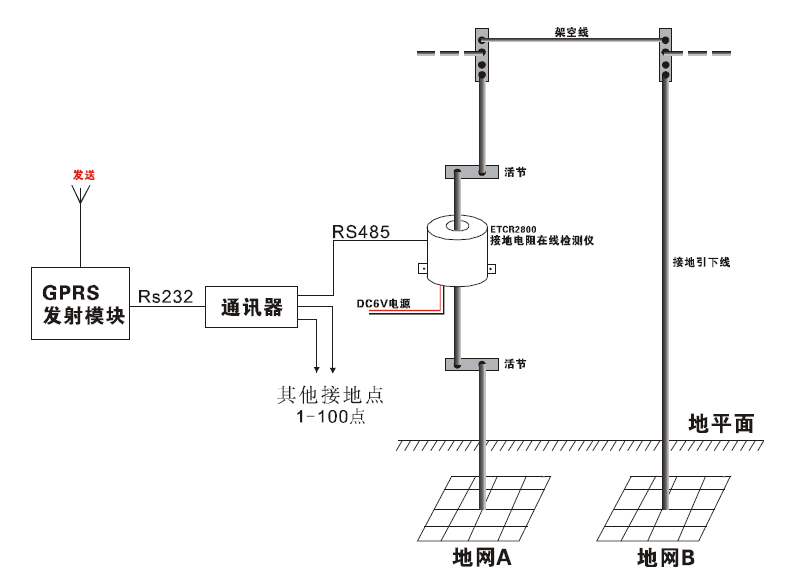 架空线
发送
活节
RS485
ETCR2800
接地电阻在线检测仪
接地引下线
GPRS
发射模块
Rs232
通讯器
DC6V电源
活节
其他接地点
1-100点
地平面
地网A
地网B